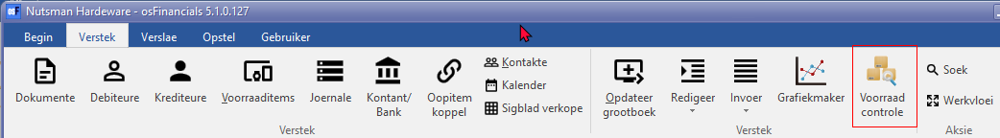 Nutsman Hardeware - osFinancials 5.1.0.127
Begin Verstek Verslae Opstel Gebruiker
Dokumente Debiteure Krediteure Voorraaditems Joernale Kontant/
Bank Oopitem
koppel
Kontakte
Kalender
Sigblad verkope
Verstek
Opdateer
grootboek Redigeer Invoer Grafiekmaker Voorraad
controle
Verstek
Soek
Werkvloei
Aksie